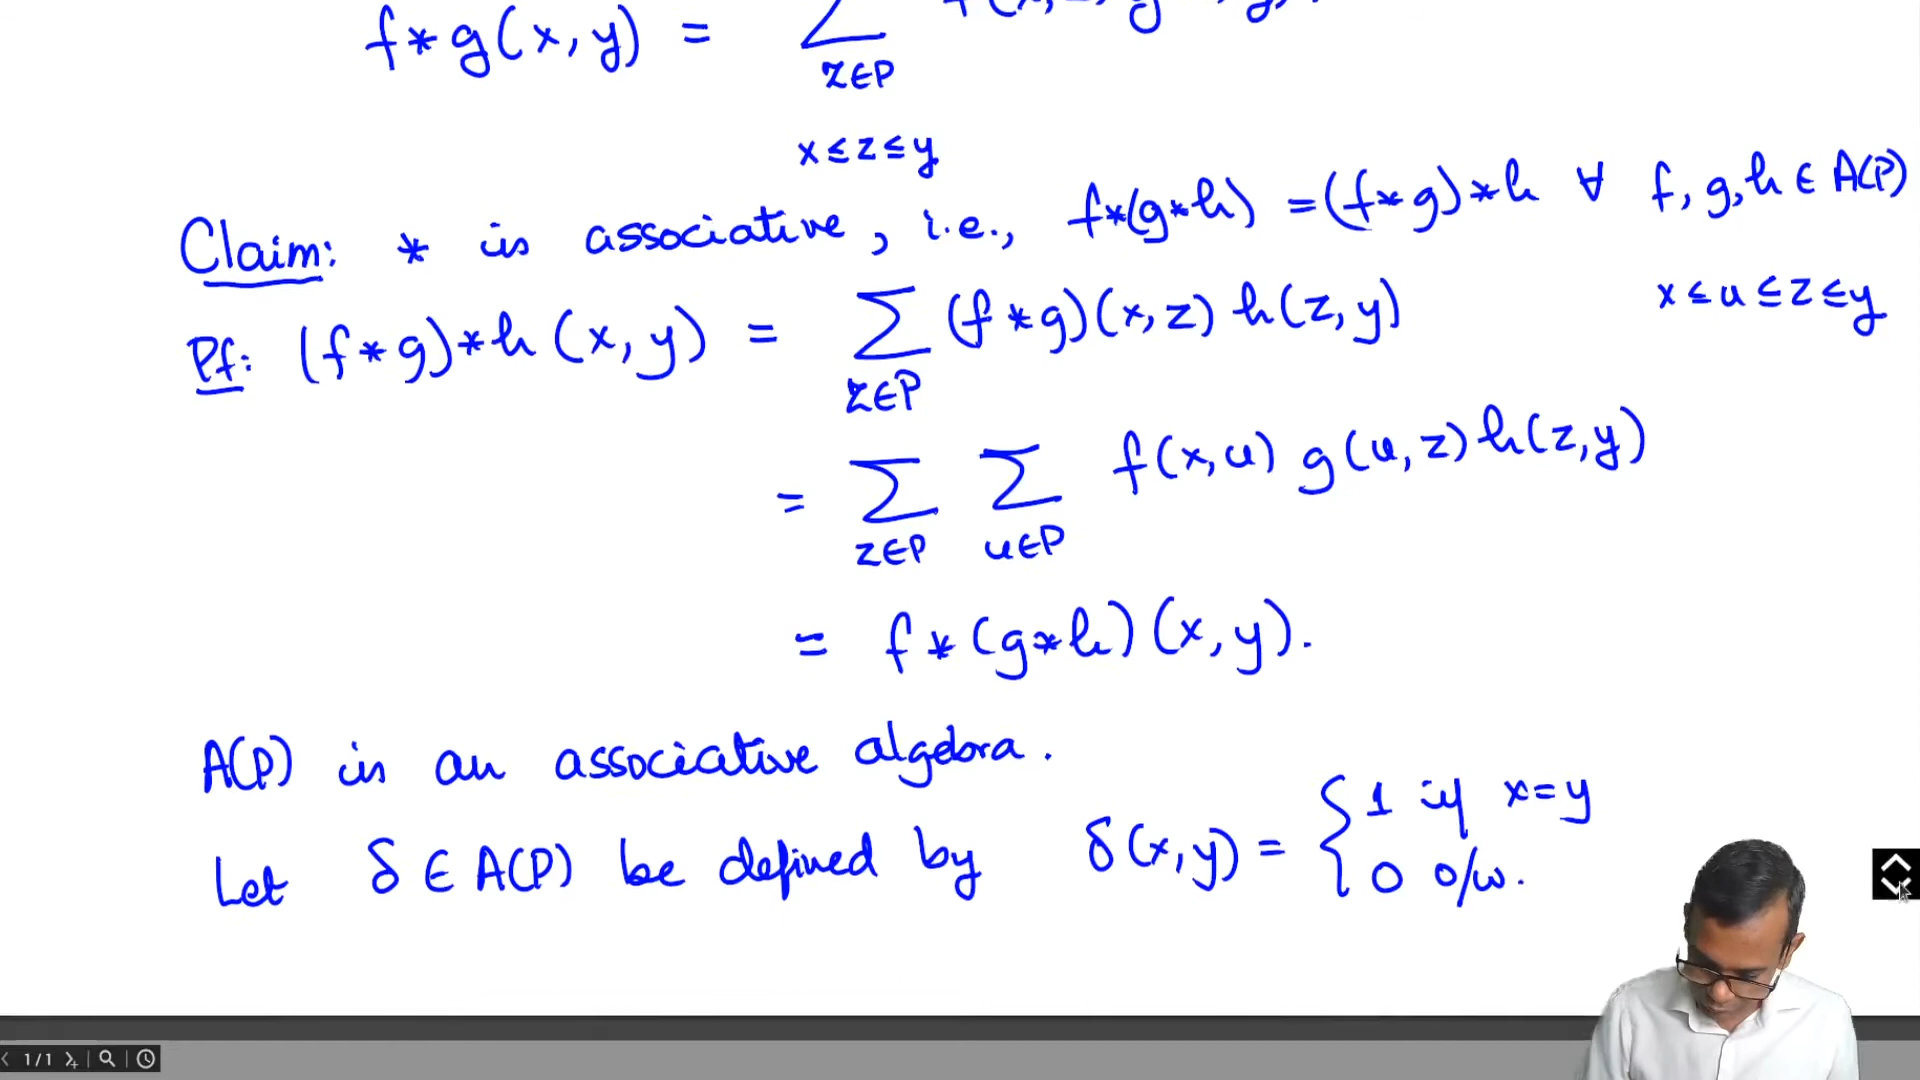 f*g(x,y) = Σ
z∈P
x≤z≤y
Claim: * is associative, i.e., f*(g*h) = (f*g)*h ∀ f,g,h ∈ A(P)
Pf: (f*g)*h(x,y) = Σ (f*g)(x,z) h(z,y) x≤u≤z≤y
z∈P
= Σ Σ f(x,u) g(u,z) h(z,y)
z∈P u∈P
= f*(g*h)(x,y).
A(P) is an associative algebra.
Let δ ∈ A(P) be defined by δ(x,y) = { 1 if x=y
0 o/w.
1/1